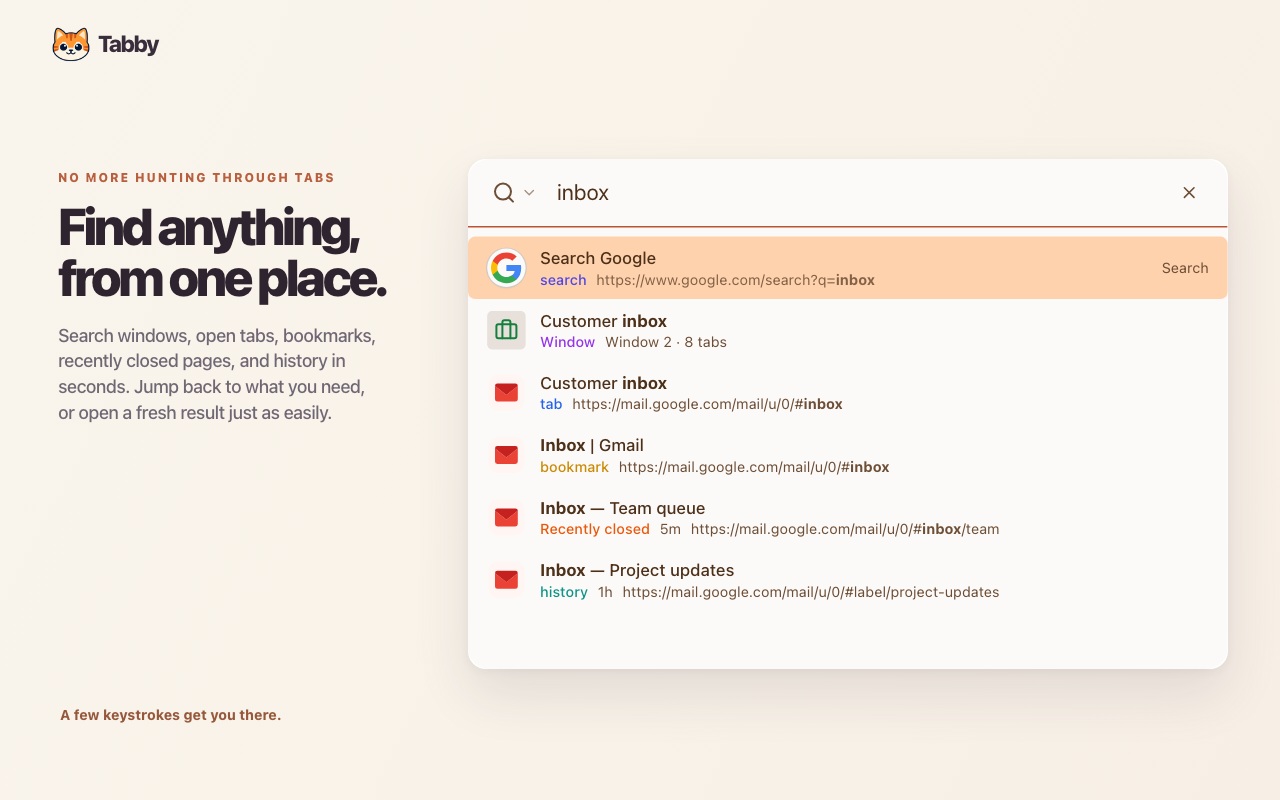 Tabby
NO MORE HUNTING THROUGH TABS
Find anything,
from one place.
Search windows, open tabs, bookmarks,
recently closed pages, and history in
seconds. Jump back to what you need,
or open a fresh result just as easily.
A few keystrokes get you there.
inbox
Search Google
search https://www.google.com/search?q=inbox
Search
Customer inbox
Window Window 2 · 8 tabs
Customer inbox
tab https://mail.google.com/mail/u/0/#inbox
Inbox | Gmail
bookmark https://mail.google.com/mail/u/0/#inbox
Inbox — Team queue
Recently closed 5m https://mail.google.com/mail/u/0/#inbox/team
Inbox — Project updates
history 1h https://mail.google.com/mail/u/0/#label/project-updates